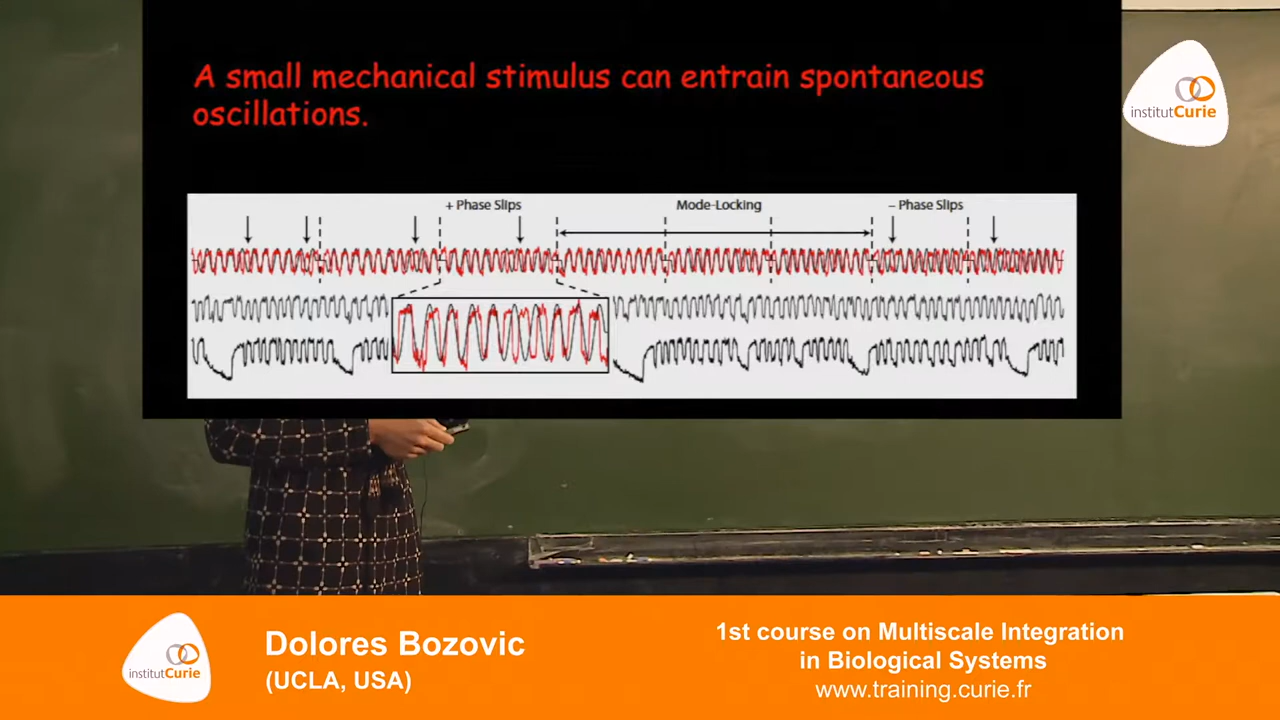 A small mechanical stimulus can entrain spontaneous
oscillations.
institutCurie
+ Phase Slips
Mode-Locking
– Phase Slips
institutCurie
Dolores Bozovic
(UCLA, USA)
1st course on Multiscale Integration
in Biological Systems
www.training.curie.fr